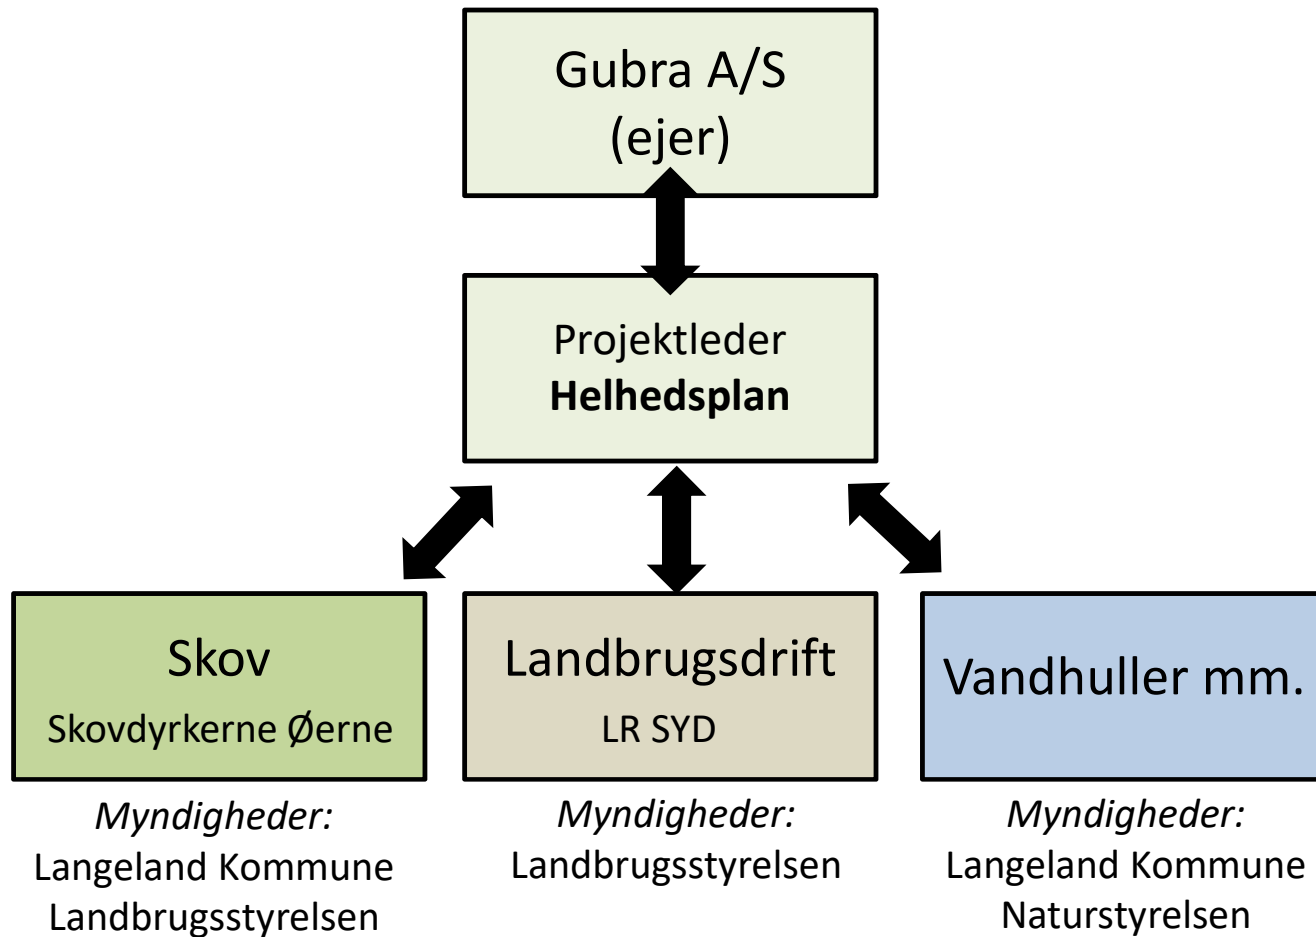 Gubra A/S
(ejer)
Projektleder
Helhedsplan
Skov
Skovdyrkerne Øerne
Myndigheder:
Langeland Kommune
Landbrugsstyrelsen
Landbrugsdrift
LR SYD
Myndigheder:
Landbrugsstyrelsen
Vandhuller mm.
Myndigheder:
Langeland Kommune
Naturstyrelsen